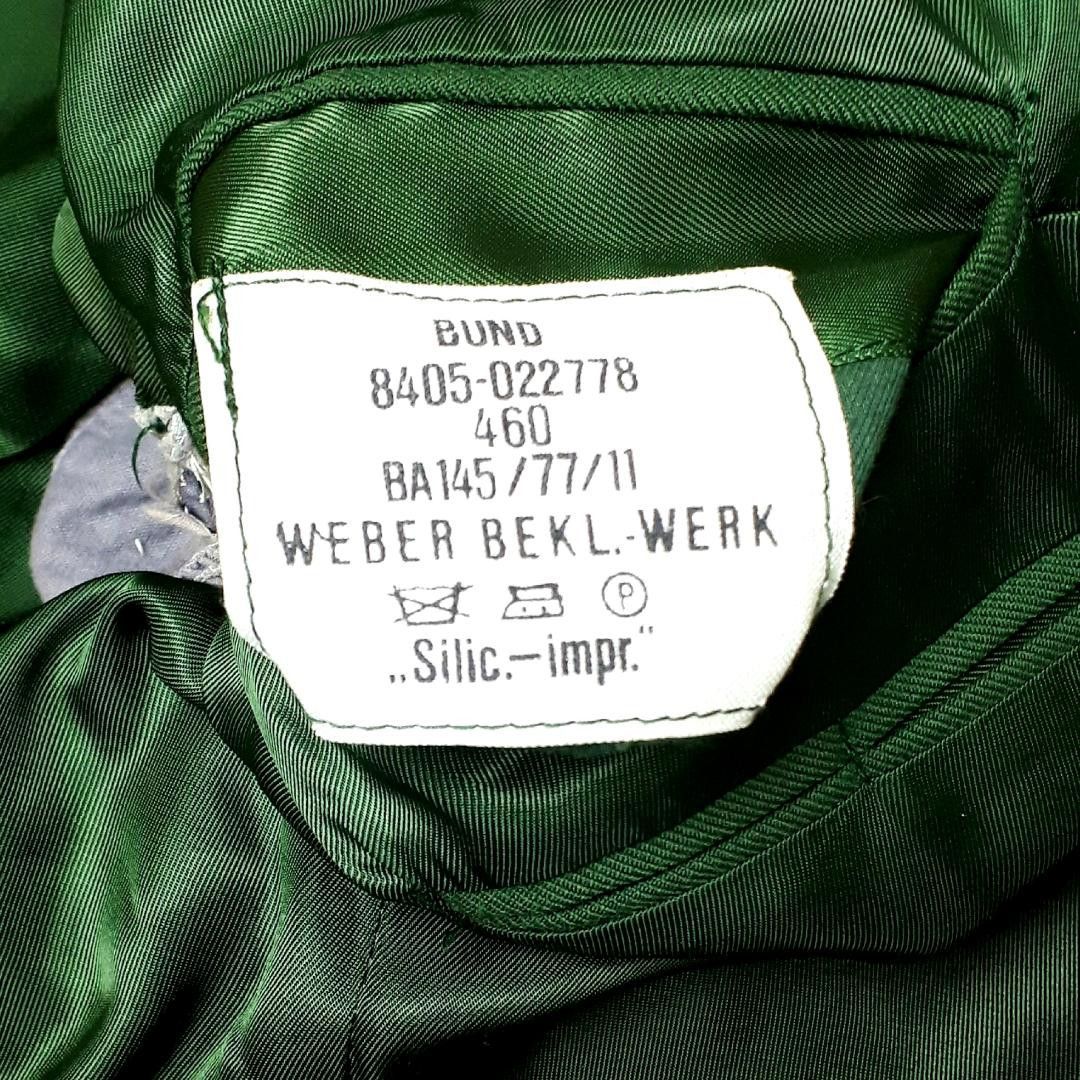 BUND
8405-022778
460
BA145/77/11
WEBER BEKL.-WERK
P
„Silic.-impr."